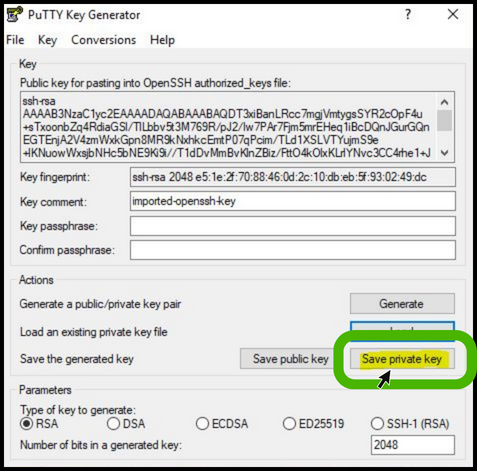 PuTTY Key Generator ? ×
File Key Conversions Help
Key
Public key for pasting into OpenSSH authorized_keys file:
ssh-rsa
AAAAB3NzaC1yc2EAAAADAQABAAABAQDT3xiBanLRcc7mgjVmtygsSYR2cOpF4u
+sTxoonbZq4RdiaGSl/TlLbbv5t3M769R/pJ2/Iw7PAr7Fjm5mrEHeq1iBcDQnJGurGQn
EGTEnjA2V4zmWxkGpn8MR9kNxhkcEmtP07qPcim/TLd1XSLVTYujmS9e
+IKNuowWxsjbNHc5bNE9Ki9i//T1dDvMmBvKlnZBiz/FttO4kOlxKLrlYNvc3CC4rhe1+J
Key fingerprint: ssh-rsa 2048 e5:1e:2f:70:88:46:0d:2c:10:db:eb:5f:93:02:49:dc
Key comment: imported-openssh-key
Key passphrase:
Confirm passphrase:
Actions
Generate a public/private key pair Generate
Load an existing private key file
Save the generated key Save public key Save private key
Parameters
Type of key to generate:
RSA DSA ECDSA ED25519 SSH-1 (RSA)
Number of bits in a generated key: 2048